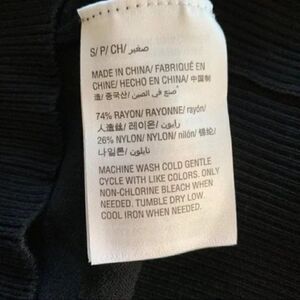 S/ P/ CH/ صغير/
MADE IN CHINA/ FABRIQUÉ EN
CHINE/ HECHO EN CHINA/ 中国制
造/ 중국산/ صنع في الصين/
74% RAYON/ RAYONNE/ rayón/
人造丝/ 레이온/ رايون/
26% NYLON/ NYLON/ nilón/ 锦纶/
나일론/ نايلون/
MACHINE WASH COLD GENTLE
CYCLE WITH LIKE COLORS. ONLY
NON-CHLORINE BLEACH WHEN
NEEDED. TUMBLE DRY LOW.
COOL IRON WHEN NEEDED.